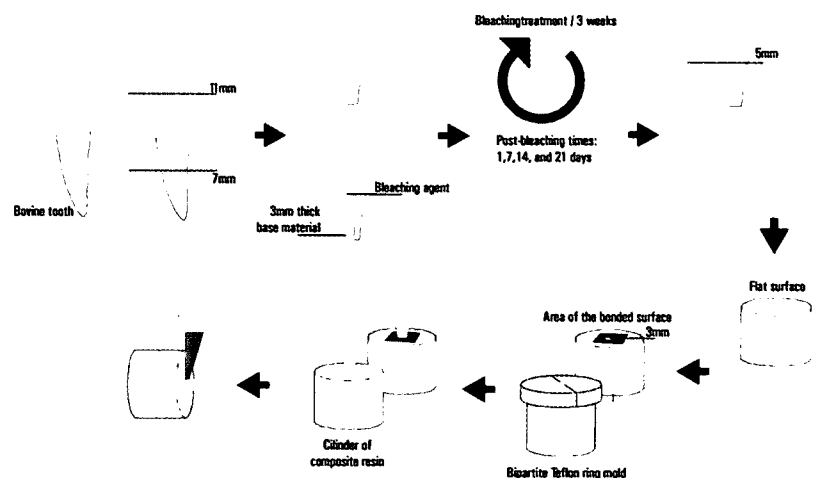 Bleachingtreatment / 3 weeks
11mm
5mm
Post-bleaching times:
1,7,14, and 21 days
7mm
Bleaching agent
Bovine tooth
3mm thick
base material
Flat surface
Area of the bonded surface
3mm
Cilinder of
composite resin
Bipartite Teflon ring mold